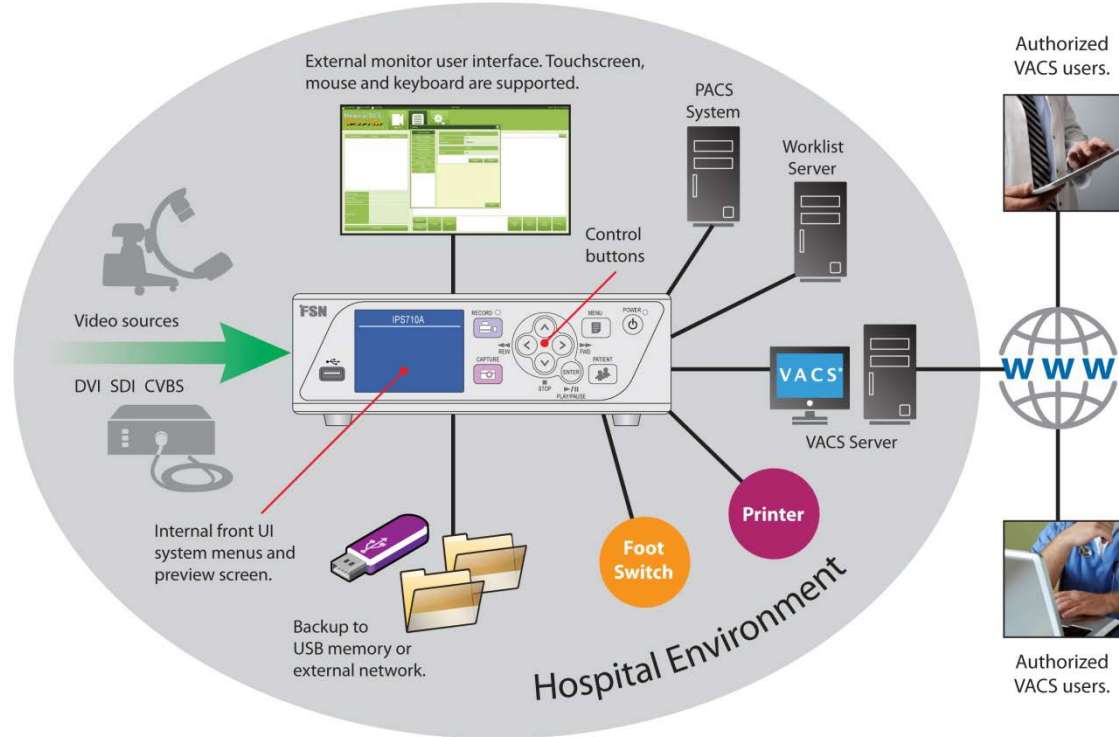 External monitor user interface. Touchscreen,
mouse and keyboard are supported.
Authorized
VACS users.
PACS
System
Worklist
Server
Medical DCS
Control
buttons
Video sources
DVI SDI CVBS
FSN
IPS710A
RECORD
CAPTURE
REW
FWD
STOP
PLAY/PAUSE
ENTER
MENU
POWER
PATIENT
VACS®
VACS Server
WWW
Internal front UI
system menus and
preview screen.
Backup to
USB memory or
external network.
Foot
Switch
Printer
Hospital Environment
Authorized
VACS users.